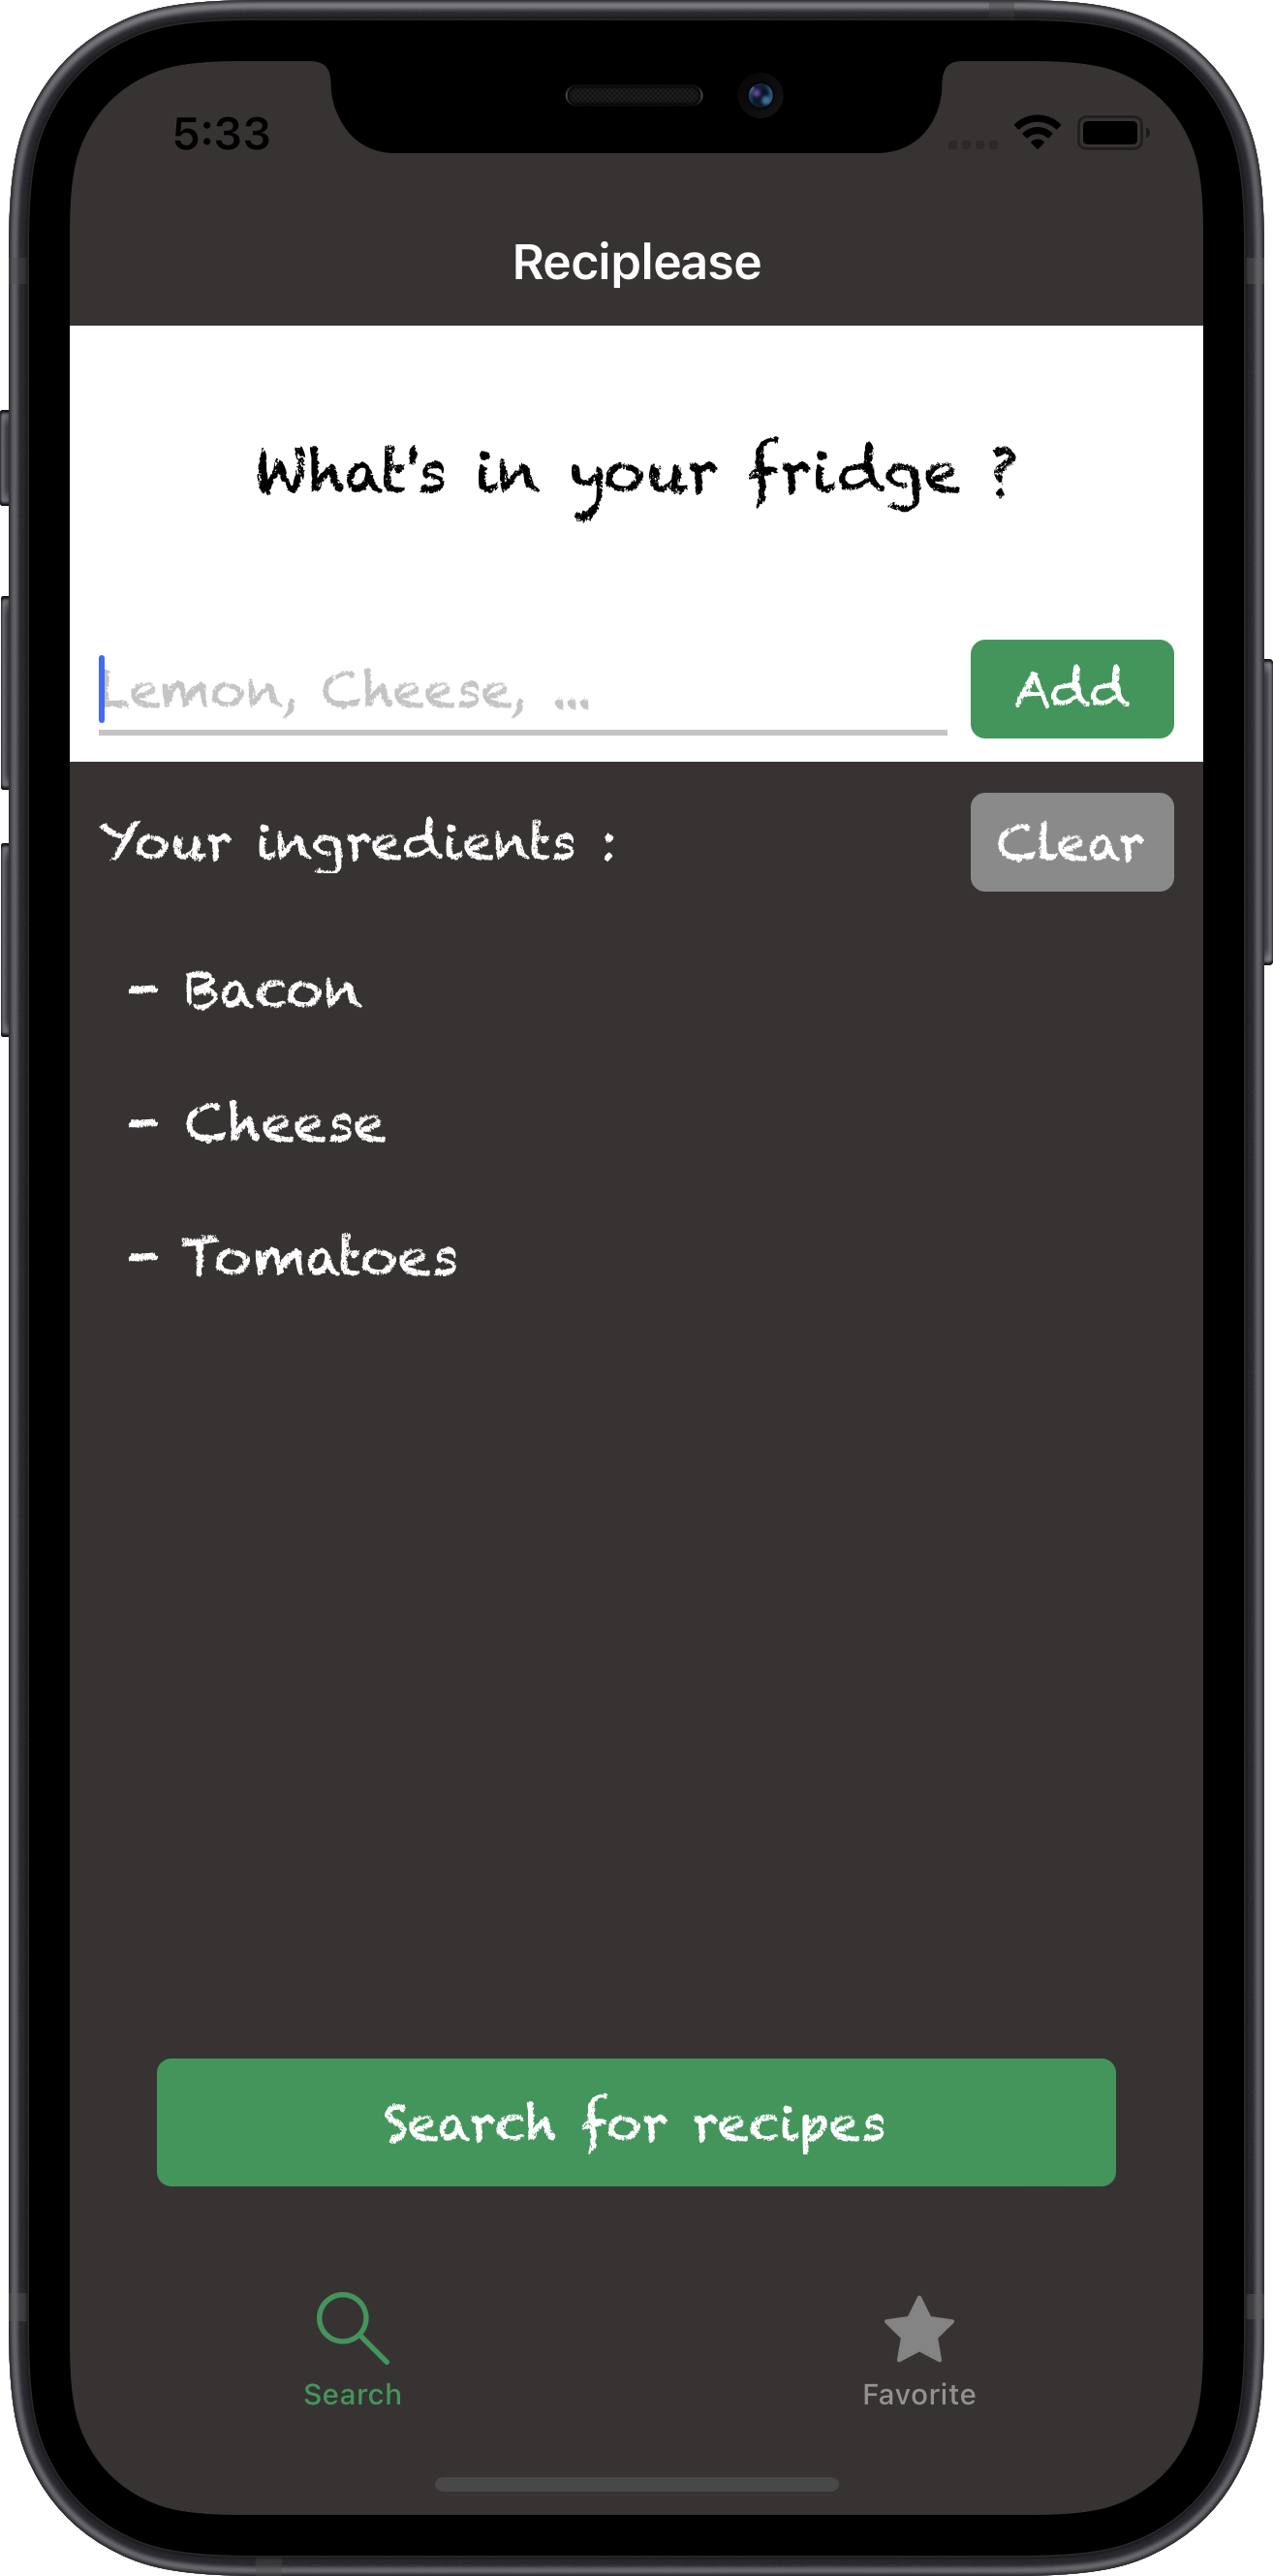 5:33
Reciplease
What's in your fridge ?
Lemon, Cheese, ...
Add
Your ingredients :
Clear
- Bacon
- Cheese
- Tomatoes
Search for recipes
Search
Favorite